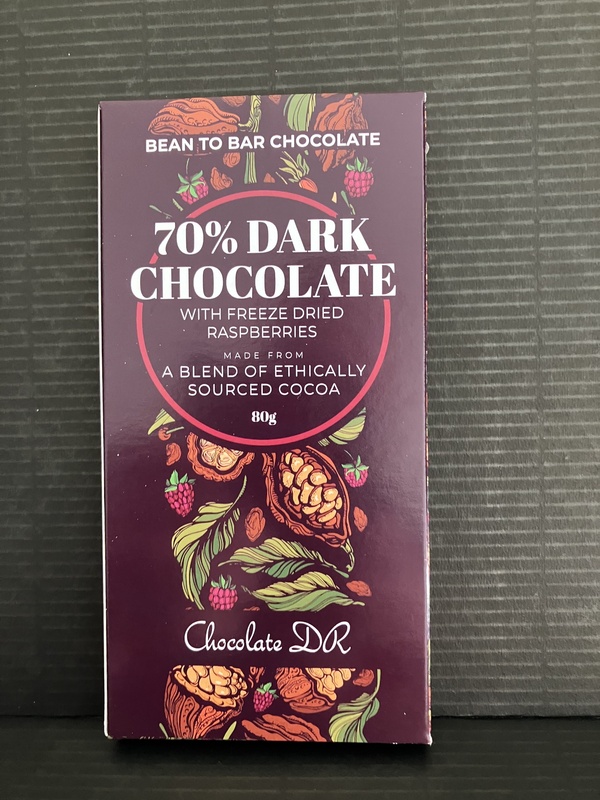 BEAN TO BAR CHOCOLATE
70% DARK
CHOCOLATE
WITH FREEZE DRIED
RASPBERRIES
MADE FROM
A BLEND OF ETHICALLY
SOURCED COCOA
80g
Chocolate DR